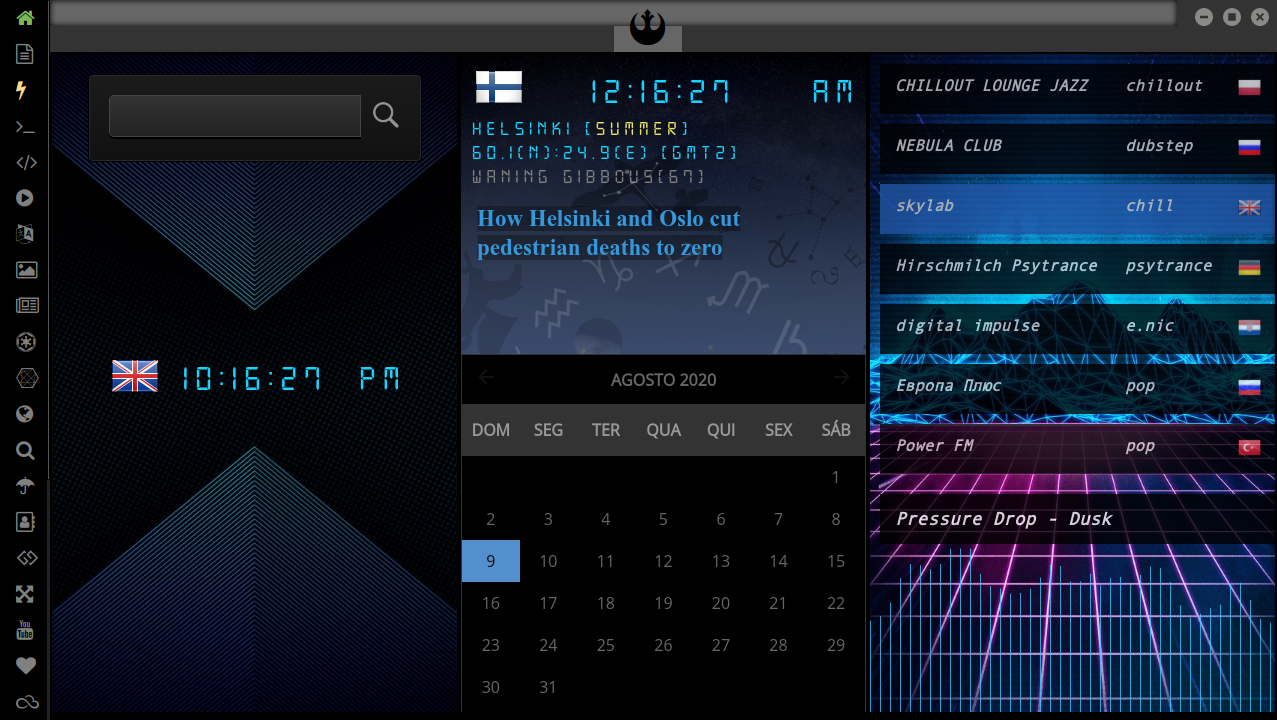 10:16:27 PM
12:16:27 AM
HELSINKI [SUMMER]
60.1(N):24.9(E) [GMT2]
WANING GIBBOUS[67]
How Helsinki and Oslo cut
pedestrian deaths to zero
AGOSTO 2020
DOM SEG TER QUA QUI SEX SÁB
1
2 3 4 5 6 7 8
9 10 11 12 13 14 15
16 17 18 19 20 21 22
23 24 25 26 27 28 29
30 31
CHILLOUT LOUNGE JAZZ chillout
NEBULA CLUB dubstep
skylab chill
Hirschmilch Psytrance psytrance
digital impulse e.nic
Европа Плюс pop
Power FM pop
Pressure Drop - Dusk
You
Tube